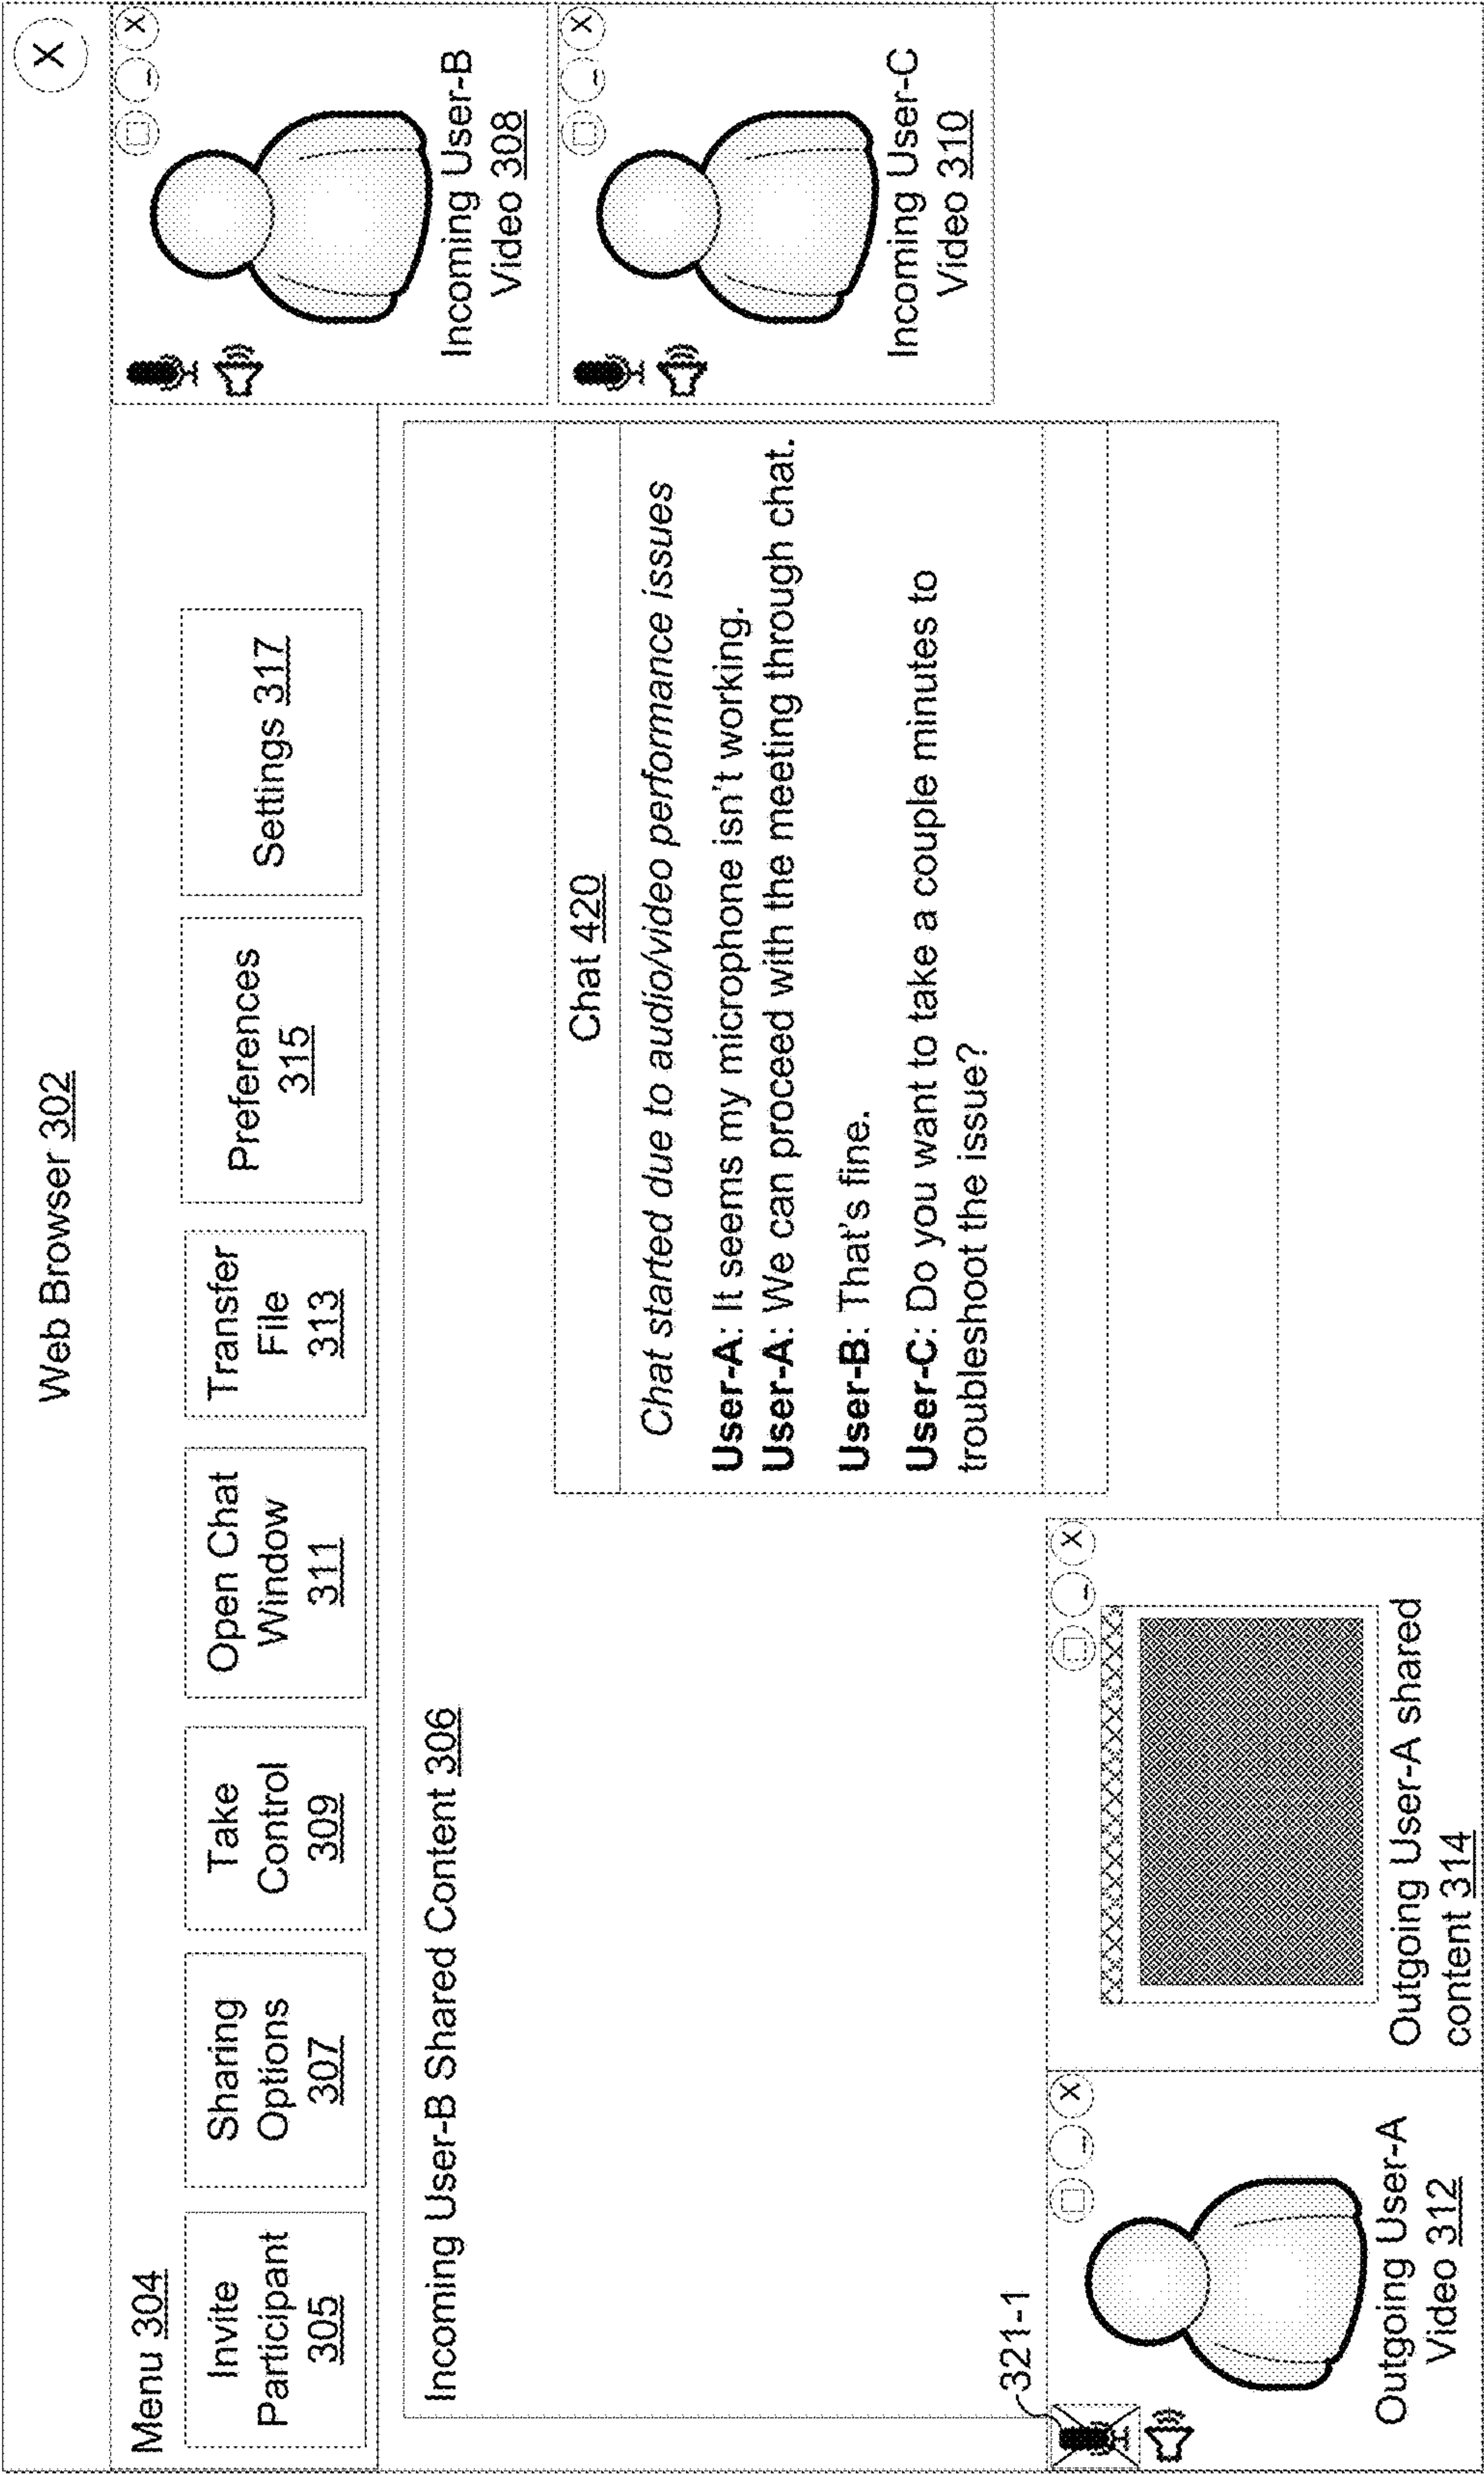 Web Browser 302
X
Menu 304
Invite
Participant
305
Sharing
Options
307
Take
Control
309
Open Chat
Window
311
Transfer
File
313
Preferences
315
Settings 317
X
Incoming User-B
Video 308
X
Incoming User-C
Video 310
Incoming User-B Shared Content 306
Chat 420
Chat started due to audio/video performance issues
User-A: It seems my microphone isn't working.
User-A: We can proceed with the meeting through chat.
User-B: That's fine.
User-C: Do you want to take a couple minutes to
troubleshoot the issue?
321-1
X
Outgoing User-A
Video 312
X
Outgoing User-A shared
content 314